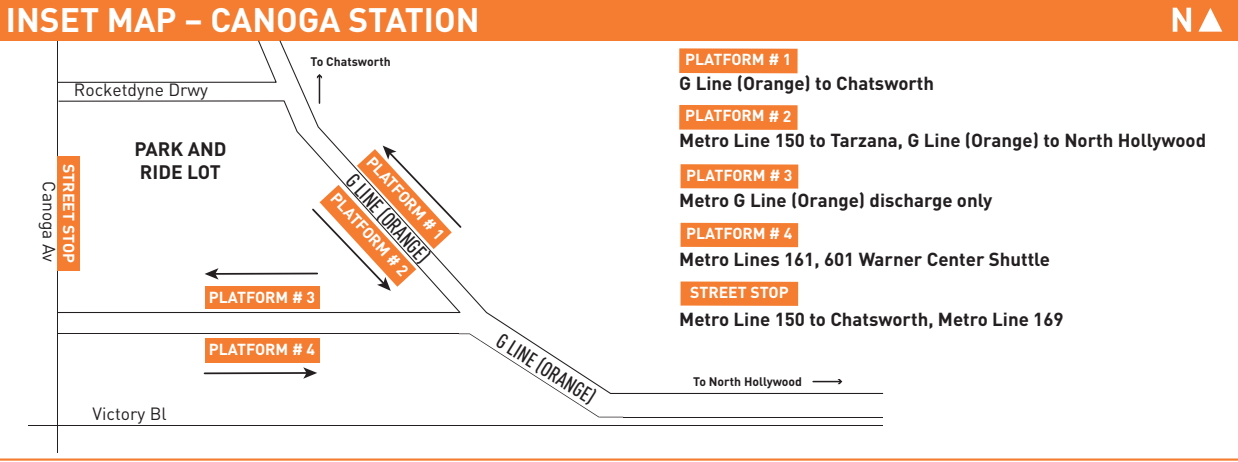 INSET MAP – CANOGA STATION
N
To Chatsworth
Rocketdyne Drwy
PARK AND
RIDE LOT
STREET STOP
Canoga Av
PLATFORM # 1
G LINE (ORANGE)
PLATFORM # 2
PLATFORM # 3
PLATFORM # 4
G LINE (ORANGE)
To North Hollywood
Victory Bl
PLATFORM # 1
G Line (Orange) to Chatsworth
PLATFORM # 2
Metro Line 150 to Tarzana, G Line (Orange) to North Hollywood
PLATFORM # 3
Metro G Line (Orange) discharge only
PLATFORM # 4
Metro Lines 161, 601 Warner Center Shuttle
STREET STOP
Metro Line 150 to Chatsworth, Metro Line 169